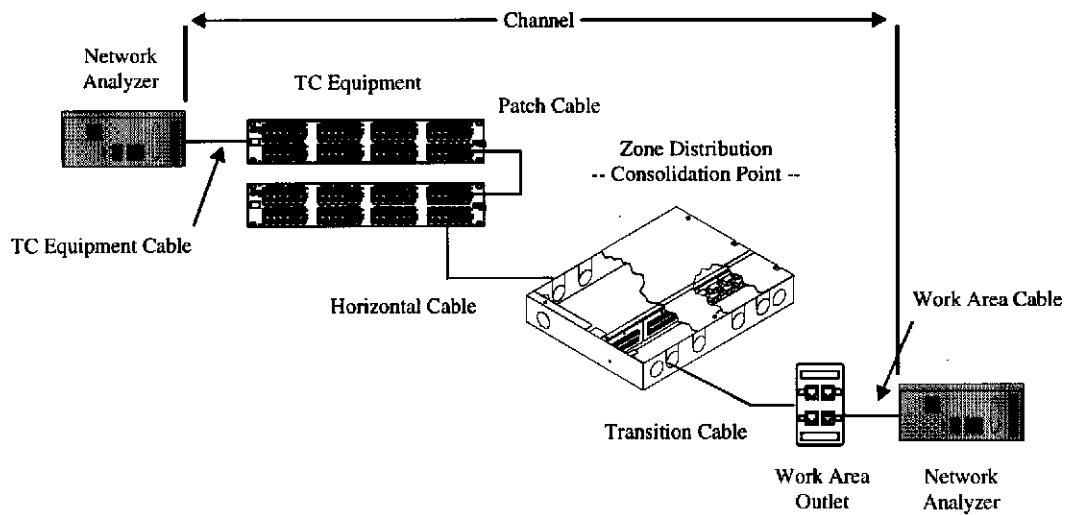 Channel
Network
Analyzer
TC Equipment
Patch Cable
Zone Distribution
-- Consolidation Point --
TC Equipment Cable
Horizontal Cable
Work Area Cable
Transition Cable
Work Area
Outlet
Network
Analyzer